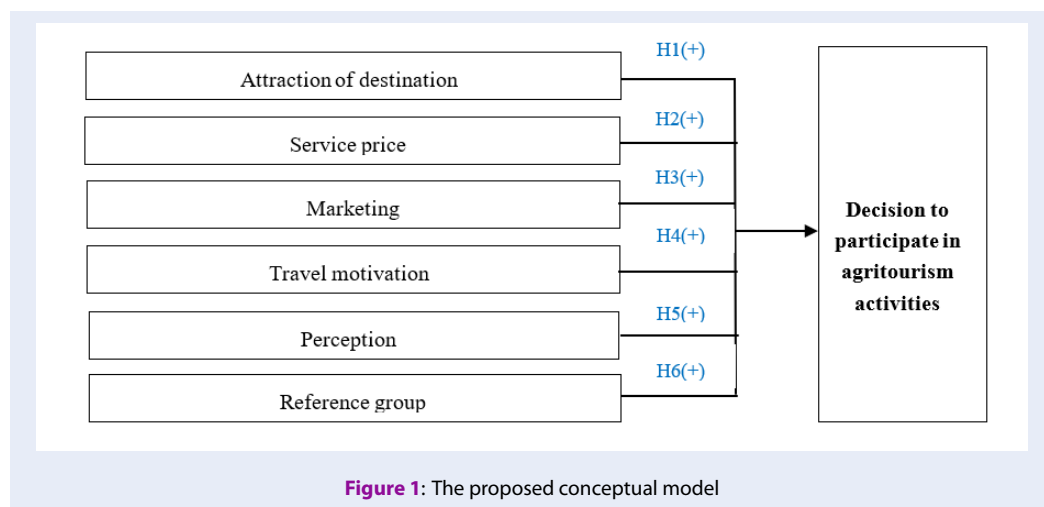 H1(+)
Attraction of destination
H2(+)
Service price
H3(+)
Marketing
H4(+)
Travel motivation
H5(+)
Perception
H6(+)
Reference group
Decision to
participate in
agritourism
activities
Figure 1: The proposed conceptual model